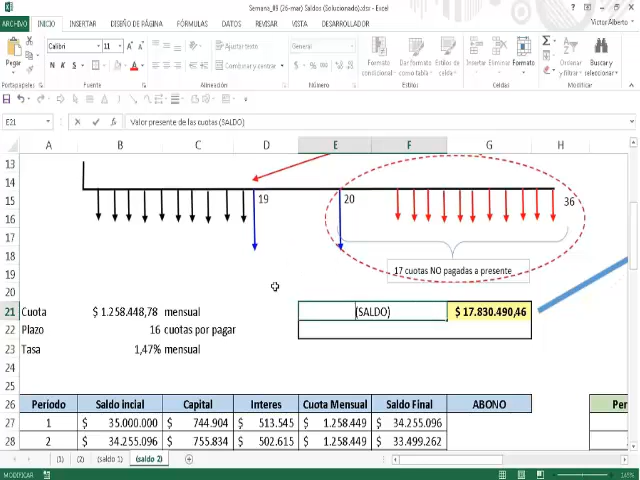 Semana_#9 (26-mar) Saldos (Solucionado).xlsx - Excel
ARCHIVO INICIO INSERTAR DISEÑO DE PÁGINA FÓRMULAS DATOS REVISAR VISTA DESARROLLADOR
Victor Alberto
Pegar
Calibri 11
N K S
Ajustar texto
Combinar y centrar
General
Formato condicional
Dar formato como tabla
Estilos de celda
Insertar Eliminar Formato
Ordenar y filtrar
Buscar y seleccionar
Portapapeles Fuente Alineación Número Estilos Celdas Modificar
E21 Valor presente de las cuotas (SALDO)
A B C D E F G H
13
14
15 19 20 36
16
17
18
19 17 cuotas NO pagadas a presente
20
21 Cuota $ 1.258.448,78 mensual (SALDO) $ 17.830.490,46
22 Plazo 16 cuotas por pagar
23 Tasa 1,47% mensual
24
25
26 Período Saldo incial Capital Interes Cuota Mensual Saldo Final ABONO Per
27 1 $ 35.000.000 $ 744.904 $ 513.545 $ 1.258.449 $ 34.255.096
28 2 $ 34.255.096 $ 755.834 $ 502.615 $ 1.258.449 $ 33.499.262
(1) (2) (saldo 1) (saldo 2)
MODIFICAR 145%